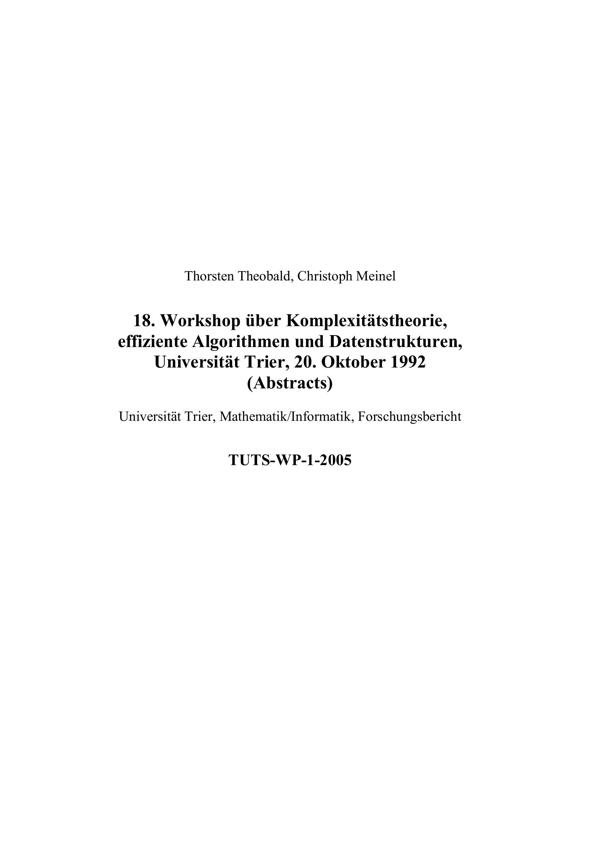 Thorsten Theobald, Christoph Meinel
18. Workshop über Komplexitätstheorie,
effiziente Algorithmen und Datenstrukturen,
Universität Trier, 20. Oktober 1992
(Abstracts)
Universität Trier, Mathematik/Informatik, Forschungsbericht
TUTS-WP-1-2005